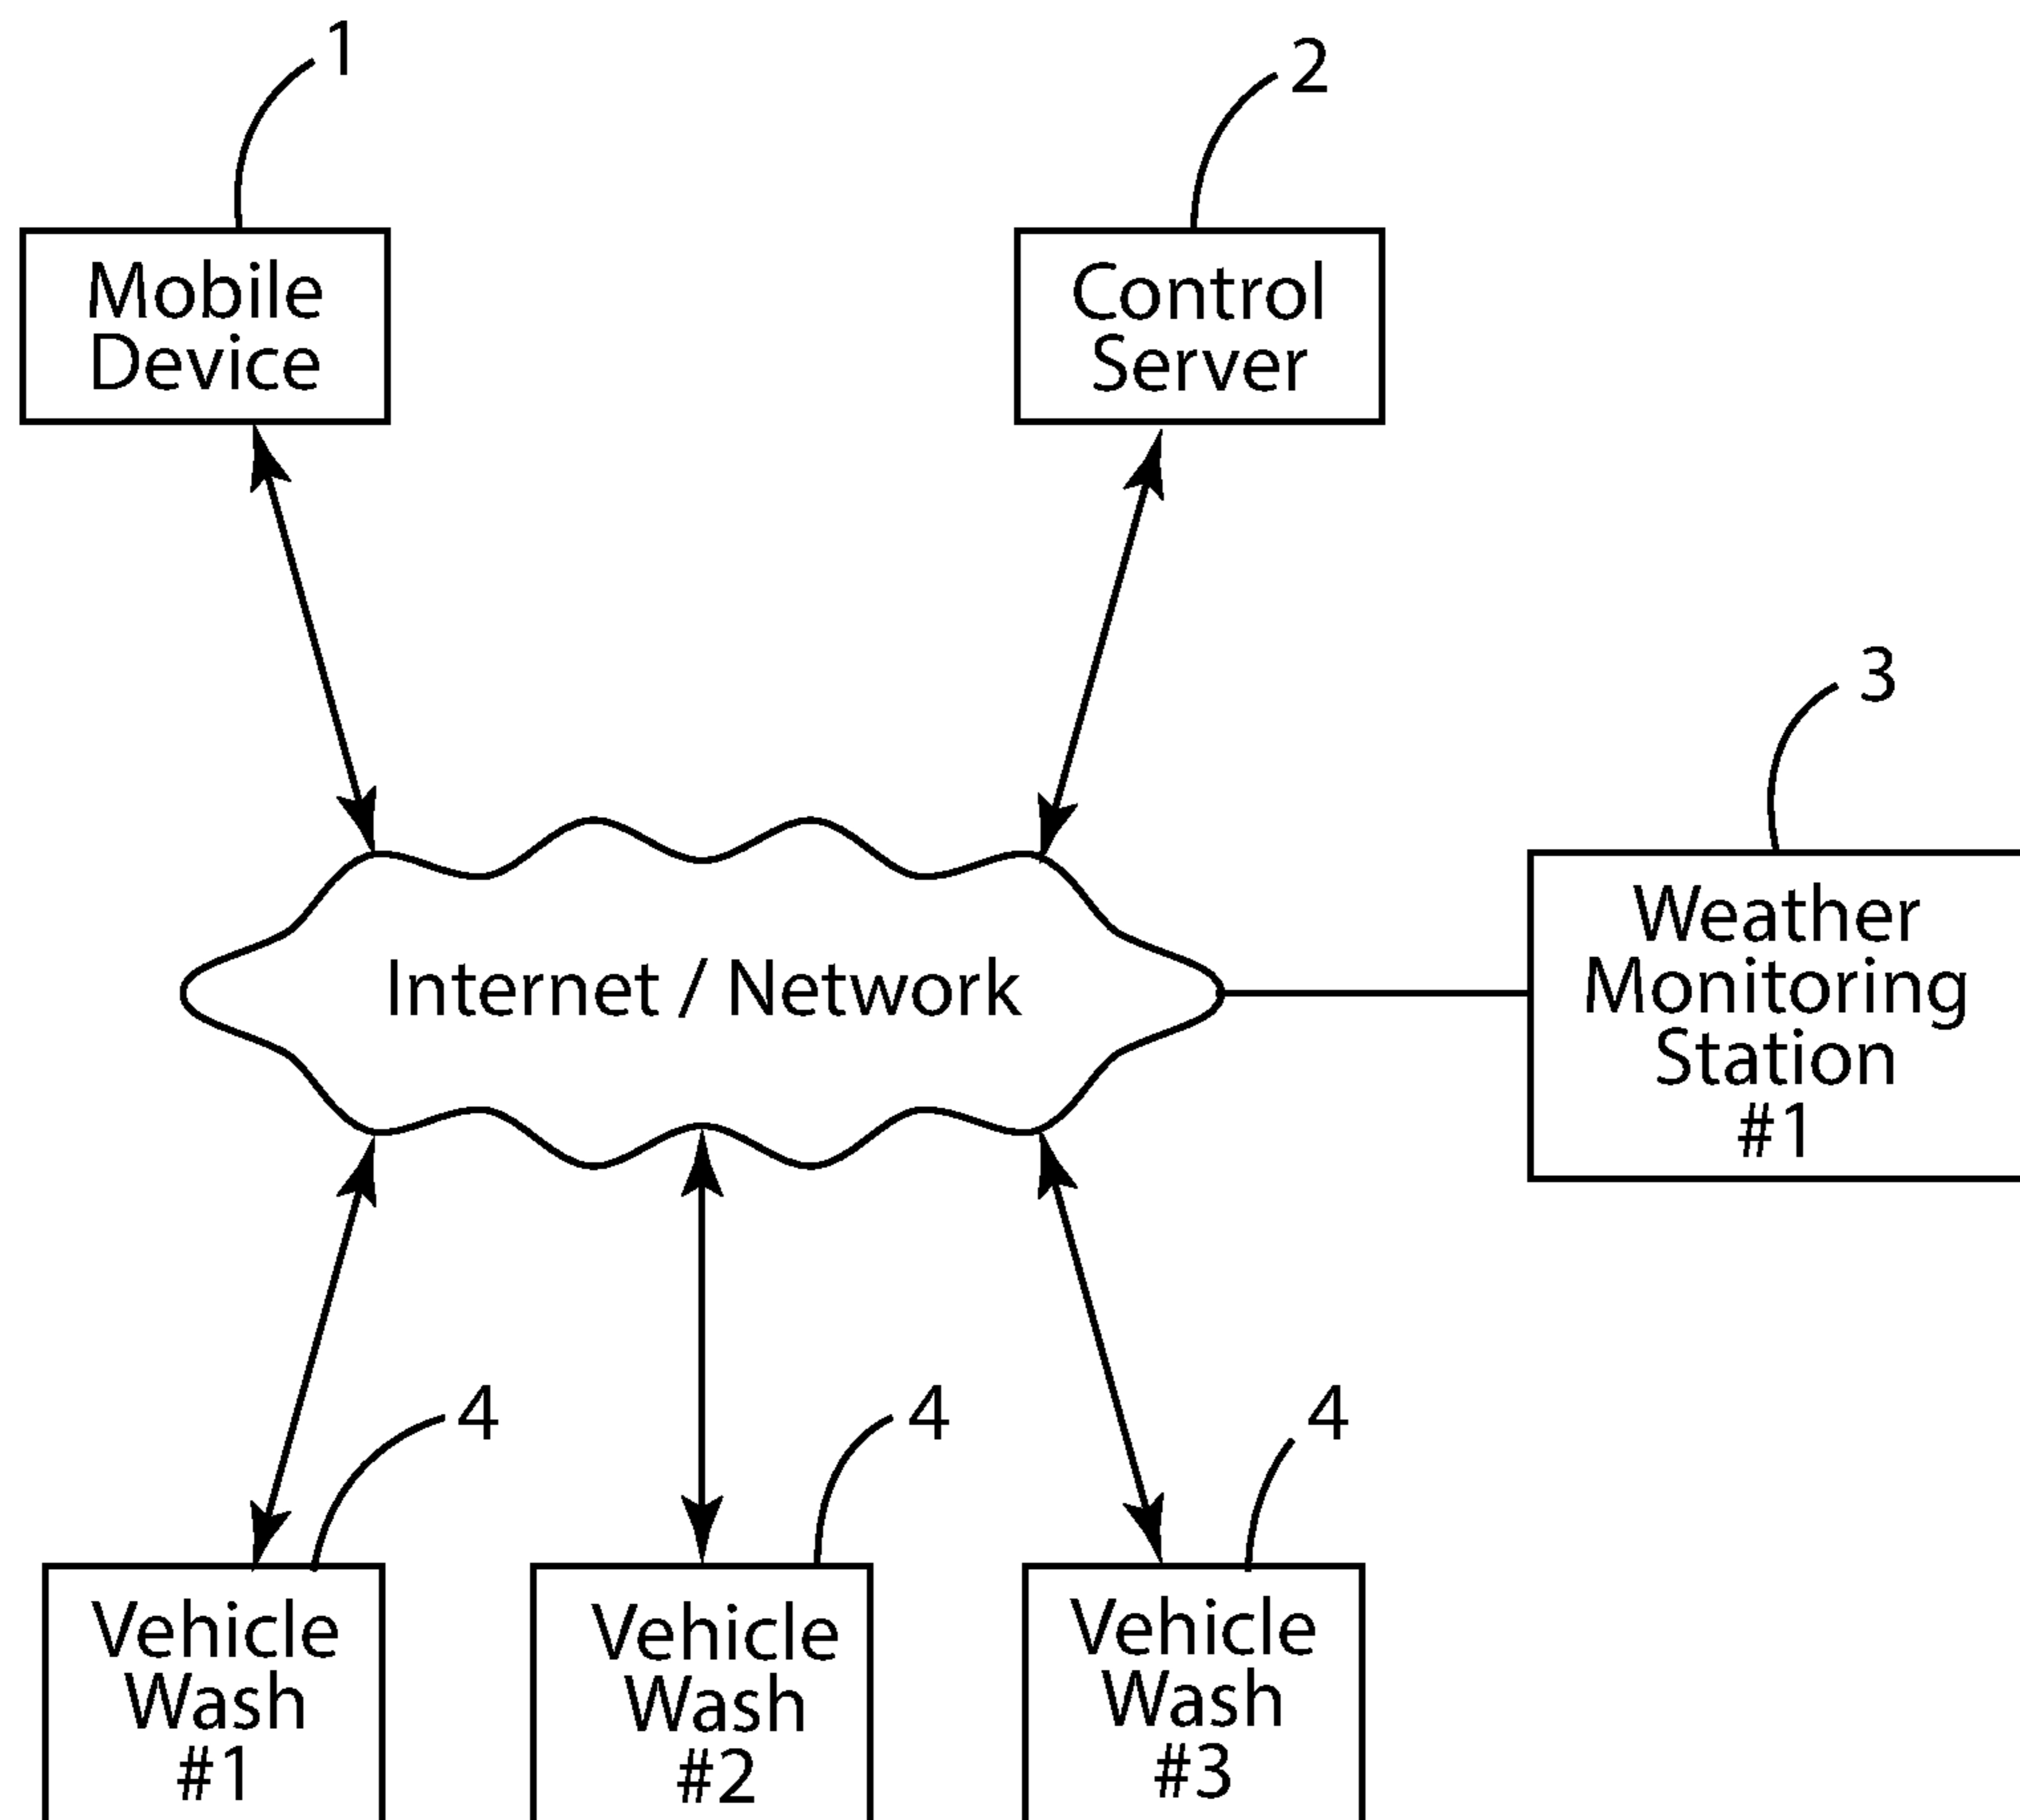 1
2
Mobile
Device
Control
Server
3
Weather
Monitoring
Station
#1
Internet / Network
4
4
4
Vehicle
Wash
#1
Vehicle
Wash
#2
Vehicle
Wash
#3